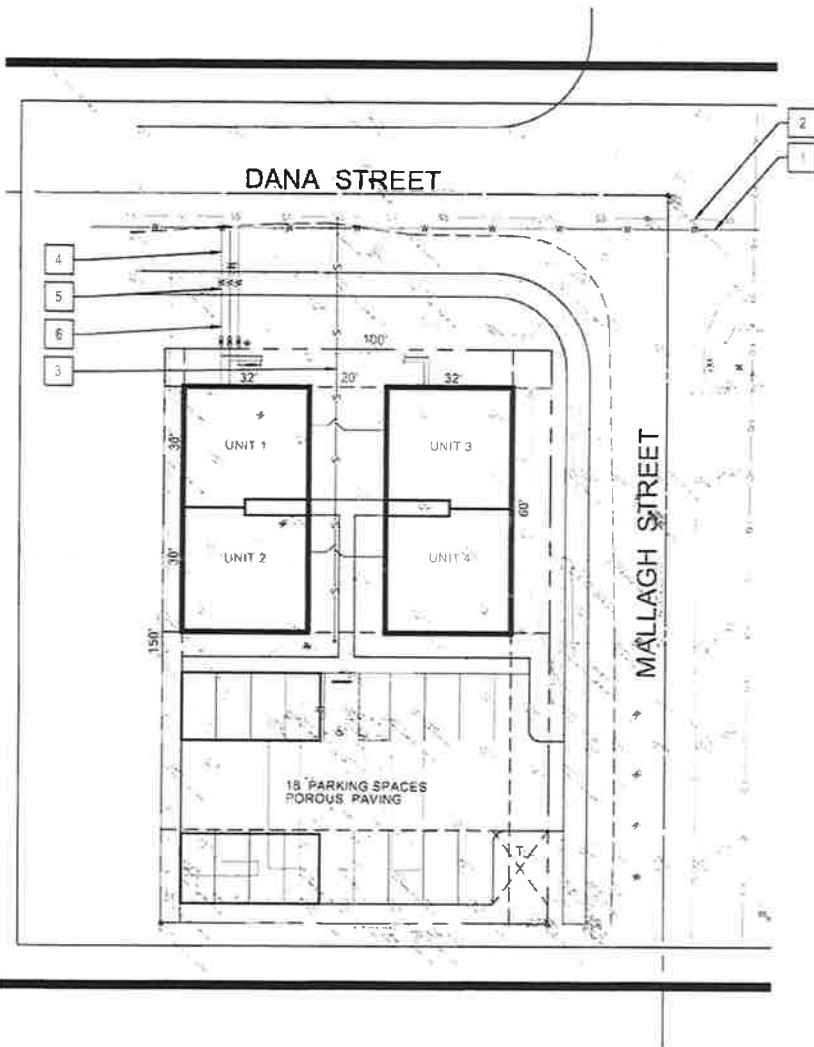 2
1
DANA STREET
4
5
6
3
100'
32'
20'
32'
30'
UNIT 1
UNIT 3
MALLAGH STREET
60'
30'
UNIT 2
UNIT 4
150'
18 PARKING SPACES
POROUS PAVING
T
X